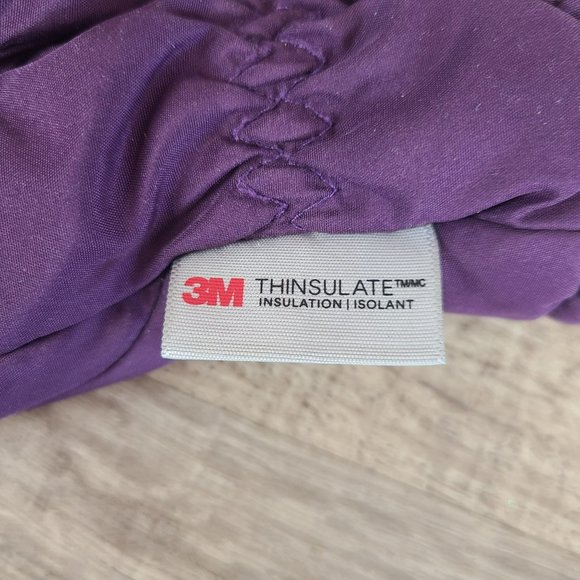 3M THINSULATE™/MC
INSULATION | ISOLANT